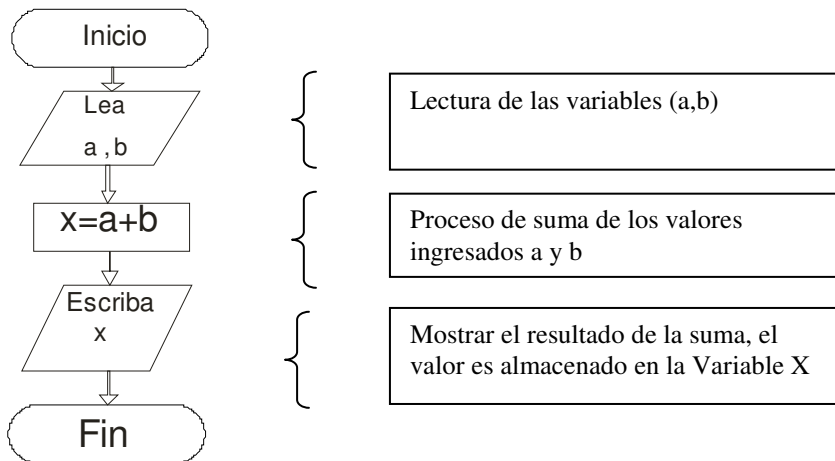 Inicio
Lea
a , b
Lectura de las variables (a,b)
x=a+b
Proceso de suma de los valores
ingresados a y b
Escriba
x
Mostrar el resultado de la suma, el
valor es almacenado en la Variable X
Fin